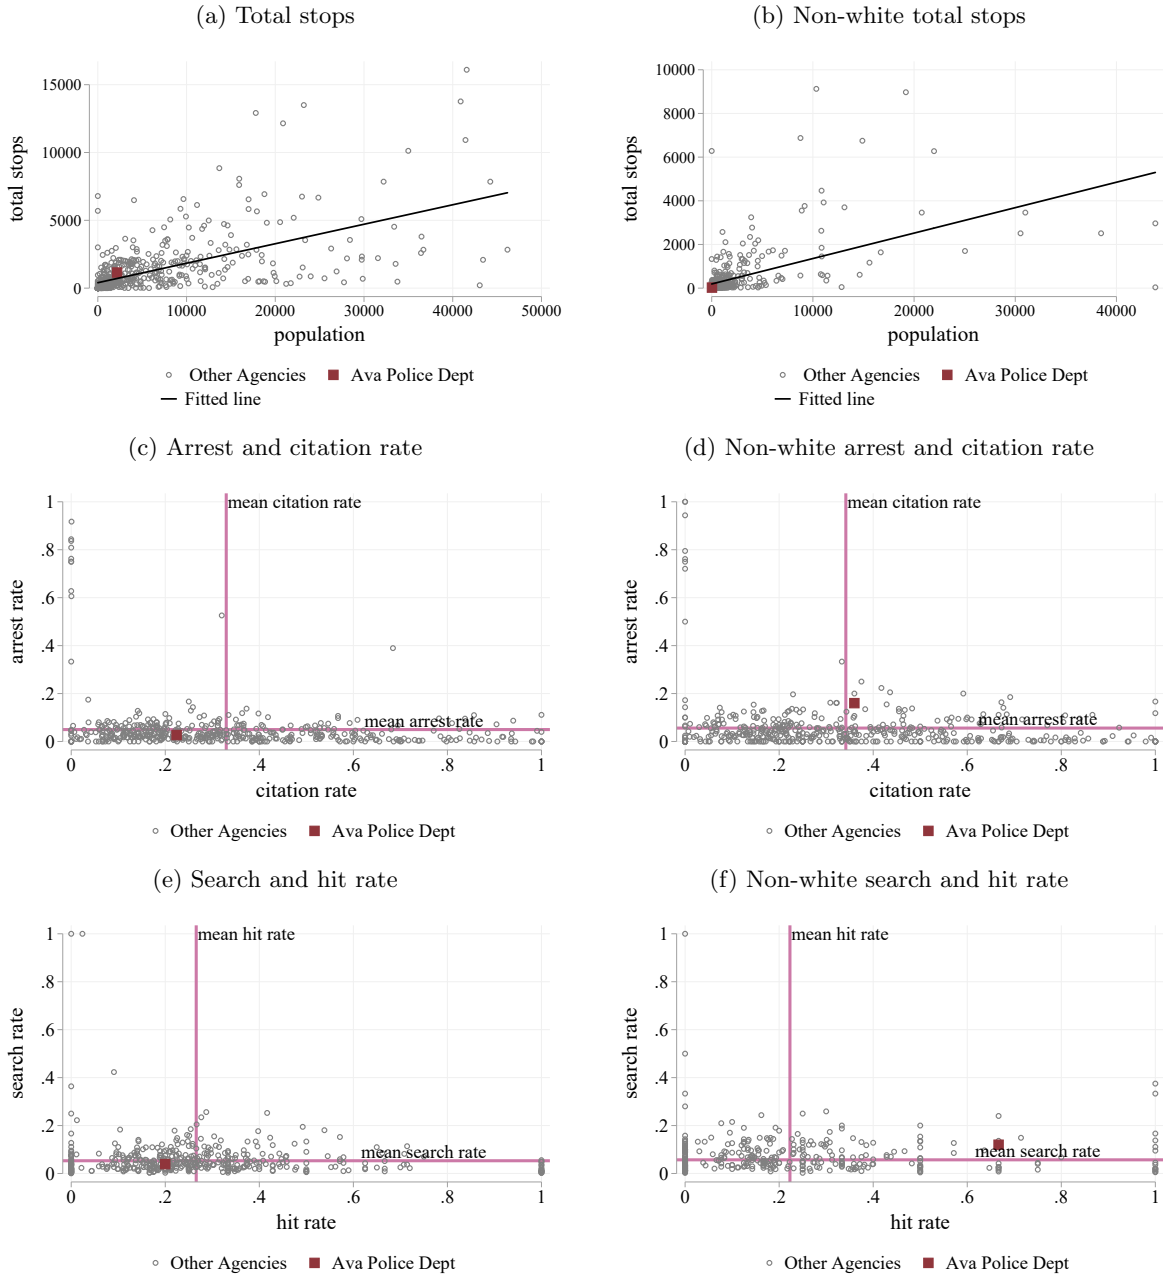 (a) Total stops
total stops
15000
10000
5000
0
0 10000 20000 30000 40000 50000
population
Other Agencies Ava Police Dept
Fitted line
(b) Non-white total stops
total stops
10000
8000
6000
4000
2000
0
0 10000 20000 30000 40000
population
Other Agencies Ava Police Dept
Fitted line
(c) Arrest and citation rate
mean citation rate
arrest rate
1
.8
.6
.4
.2
0
mean arrest rate
0 .2 .4 .6 .8 1
citation rate
Other Agencies Ava Police Dept
(d) Non-white arrest and citation rate
mean citation rate
arrest rate
1
.8
.6
.4
.2
0
mean arrest rate
0 .2 .4 .6 .8 1
citation rate
Other Agencies Ava Police Dept
(e) Search and hit rate
mean hit rate
search rate
1
.8
.6
.4
.2
0
mean search rate
0 .2 .4 .6 .8 1
hit rate
Other Agencies Ava Police Dept
(f) Non-white search and hit rate
mean hit rate
search rate
1
.8
.6
.4
.2
0
mean search rate
0 .2 .4 .6 .8 1
hit rate
Other Agencies Ava Police Dept